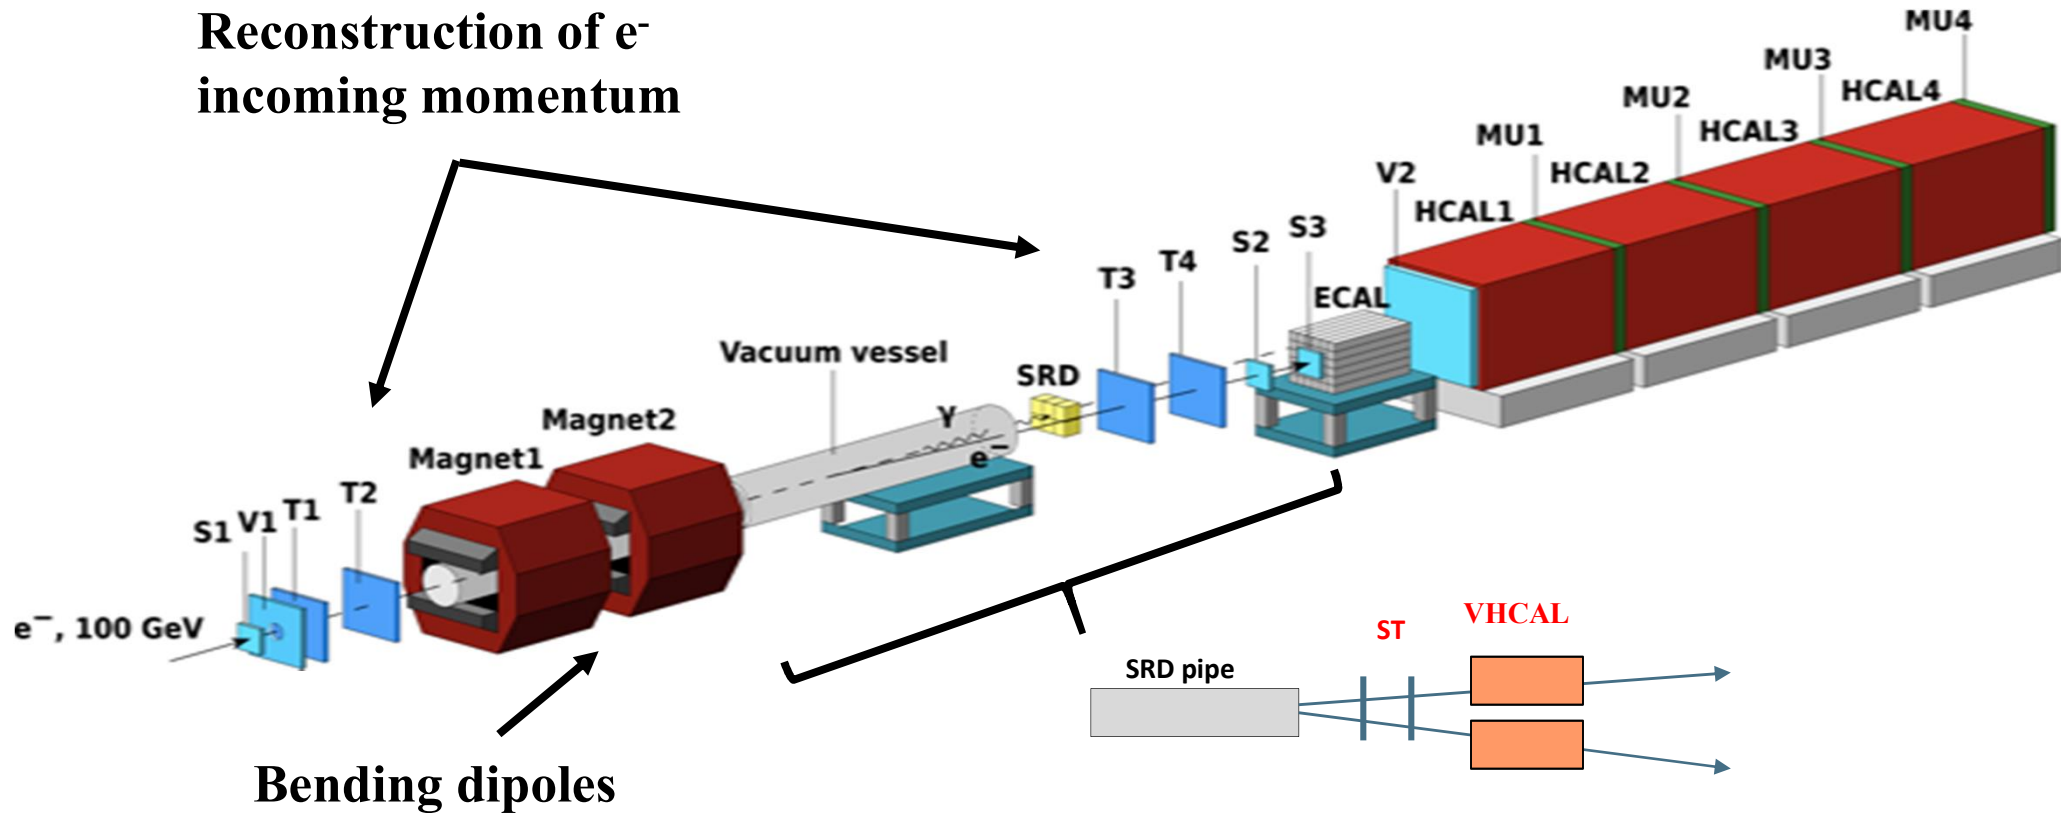 Reconstruction of e-
incoming momentum
MU4
MU3
HCAL4
MU2
HCAL3
MU1
HCAL2
V2
HCAL1
S3
S2
T4
T3
ECAL
Vacuum vessel
SRD
γ
e−
Magnet2
Magnet1
T2
T1
V1
S1
e−, 100 GeV
VHCAL
ST
SRD pipe
Bending dipoles